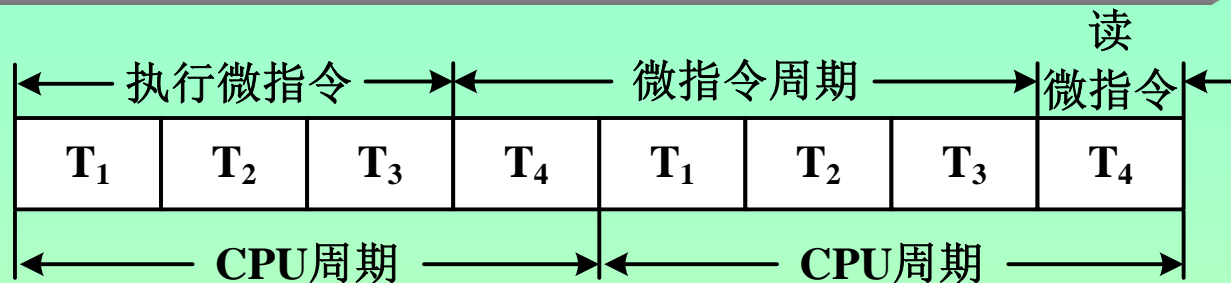 读
执行微指令 微指令周期 微指令
T₁ T₂ T₃ T₄ T₁ T₂ T₃ T₄
CPU周期 CPU周期